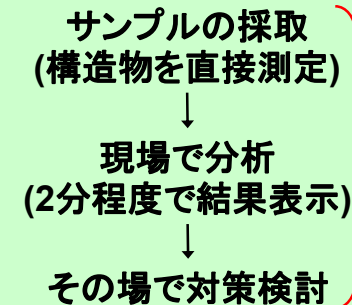 サンプルの採取
(構造物を直接測定)
↓
現場で分析
(2分程度で結果表示)
↓
その場で対策検討